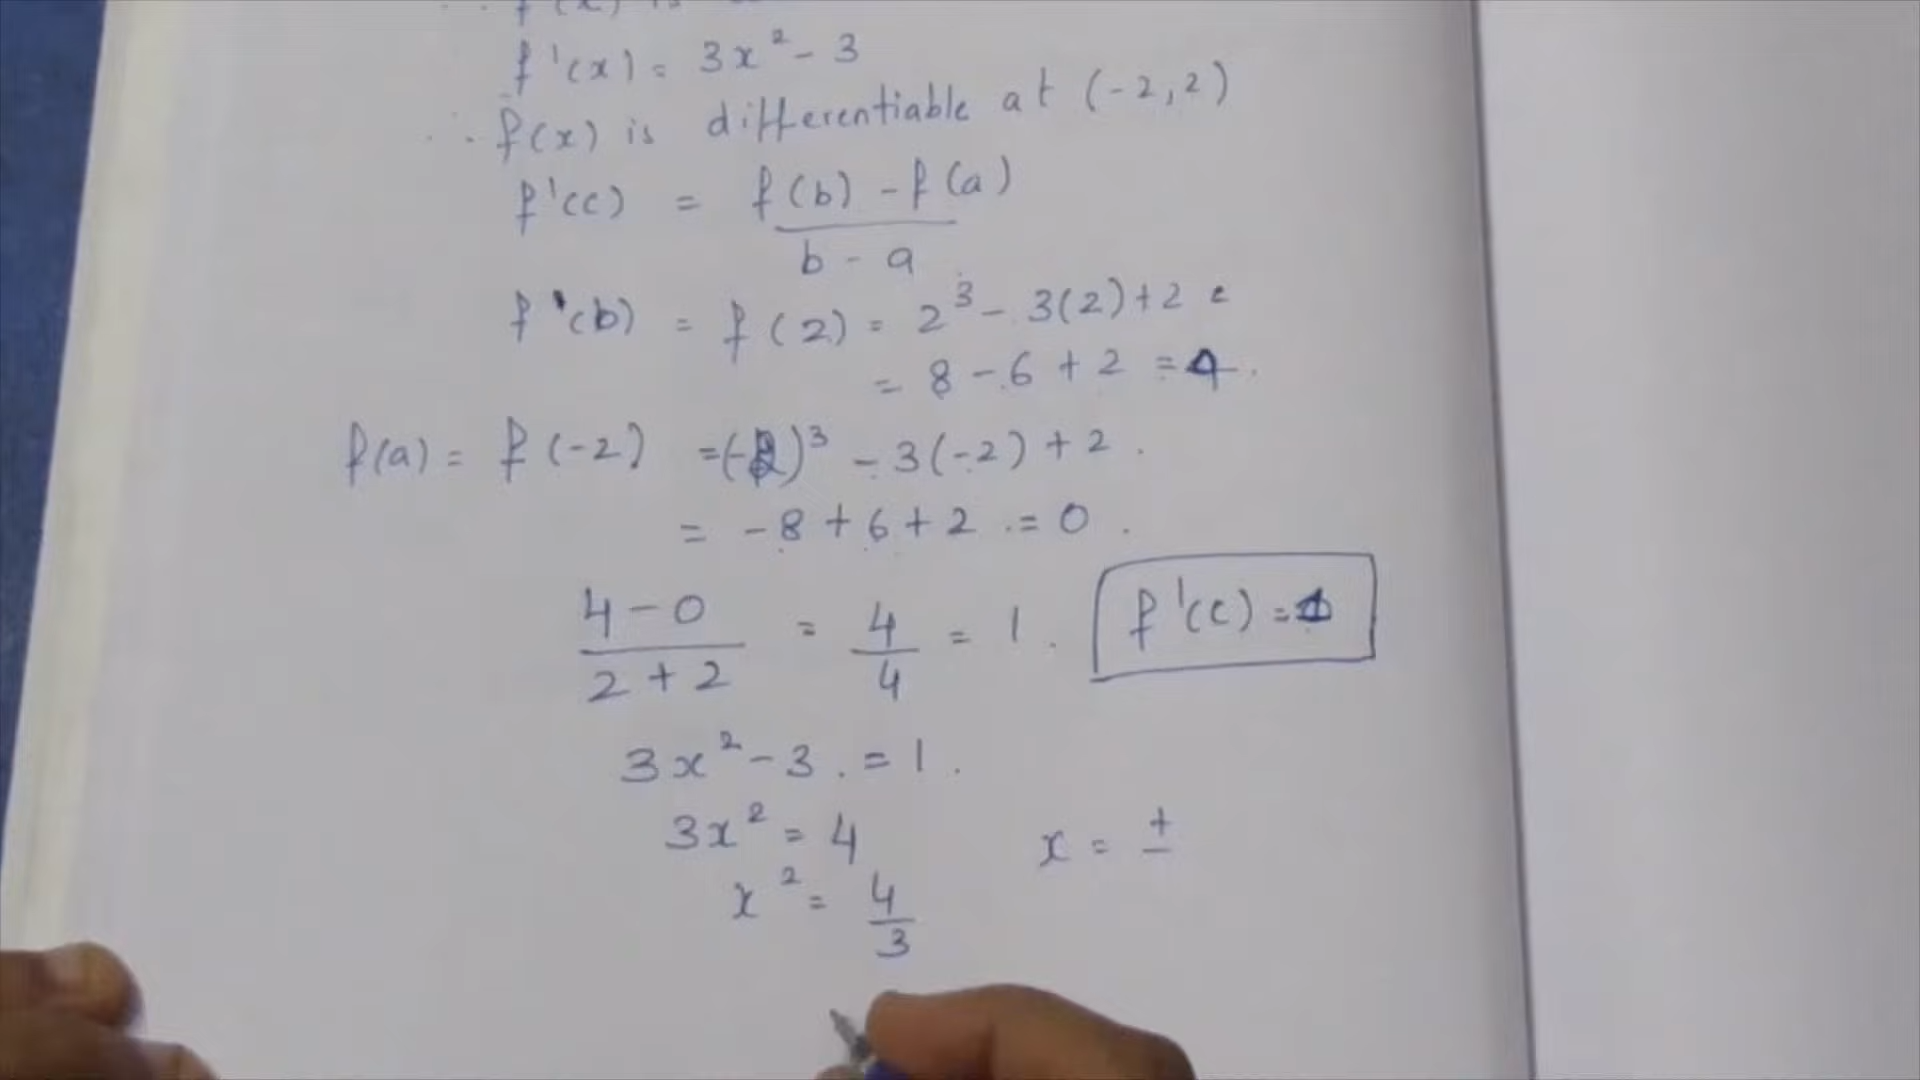 f'(x) = 3x² - 3
∴ f(x) is differentiable at (-2,2)
f'(c) = f(b) - f(a)
b - a
f'(b) = f(2) = 2³ - 3(2) + 2
= 8 - 6 + 2 = 4.
f(a) = f(-2) = (-2)³ - 3(-2) + 2.
= -8 + 6 + 2 .= 0.
4 - 0 / 2 + 2 = 4/4 = 1.
f'(c) = 1
3x² - 3 . = 1.
3x² = 4
x = ±
x² = 4/3